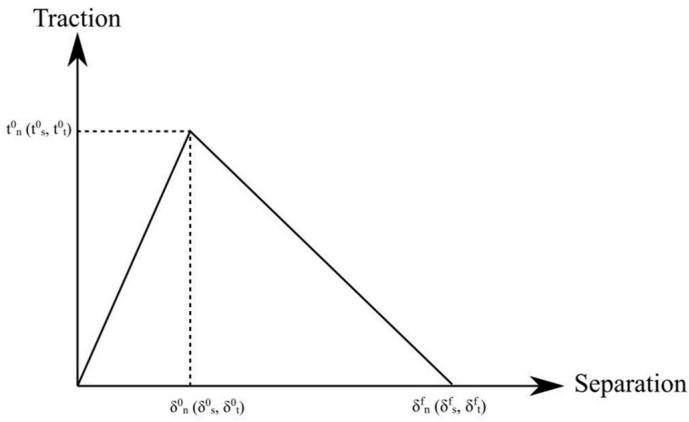 Traction
t⁰ₙ (t⁰ₛ, t⁰ₜ)
Separation
δ⁰ₙ (δ⁰ₛ, δ⁰ₜ)
δᶠₙ (δᶠₛ, δᶠₜ)